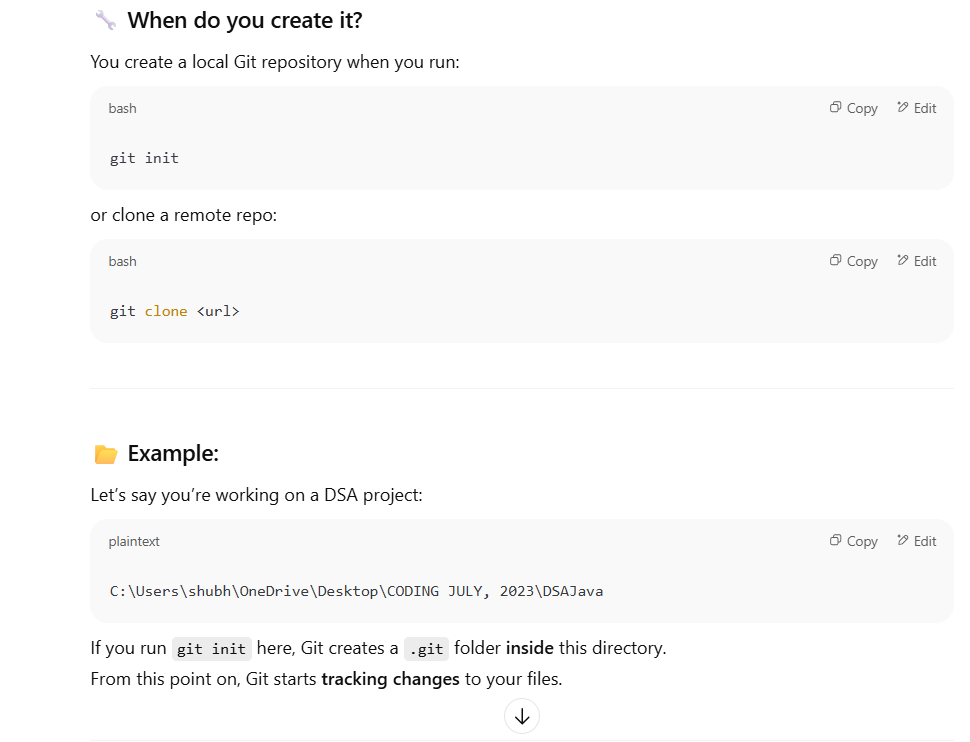 When do you create it?
You create a local Git repository when you run:
bash
Copy
Edit
git init
or clone a remote repo:
bash
Copy
Edit
git clone <url>
Example:
Let’s say you’re working on a DSA project:
plaintext
Copy
Edit
C:\Users\shubh\OneDrive\Desktop\CODING JULY, 2023\DSAJava
If you run git init here, Git creates a .git folder inside this directory.
From this point on, Git starts tracking changes to your files.